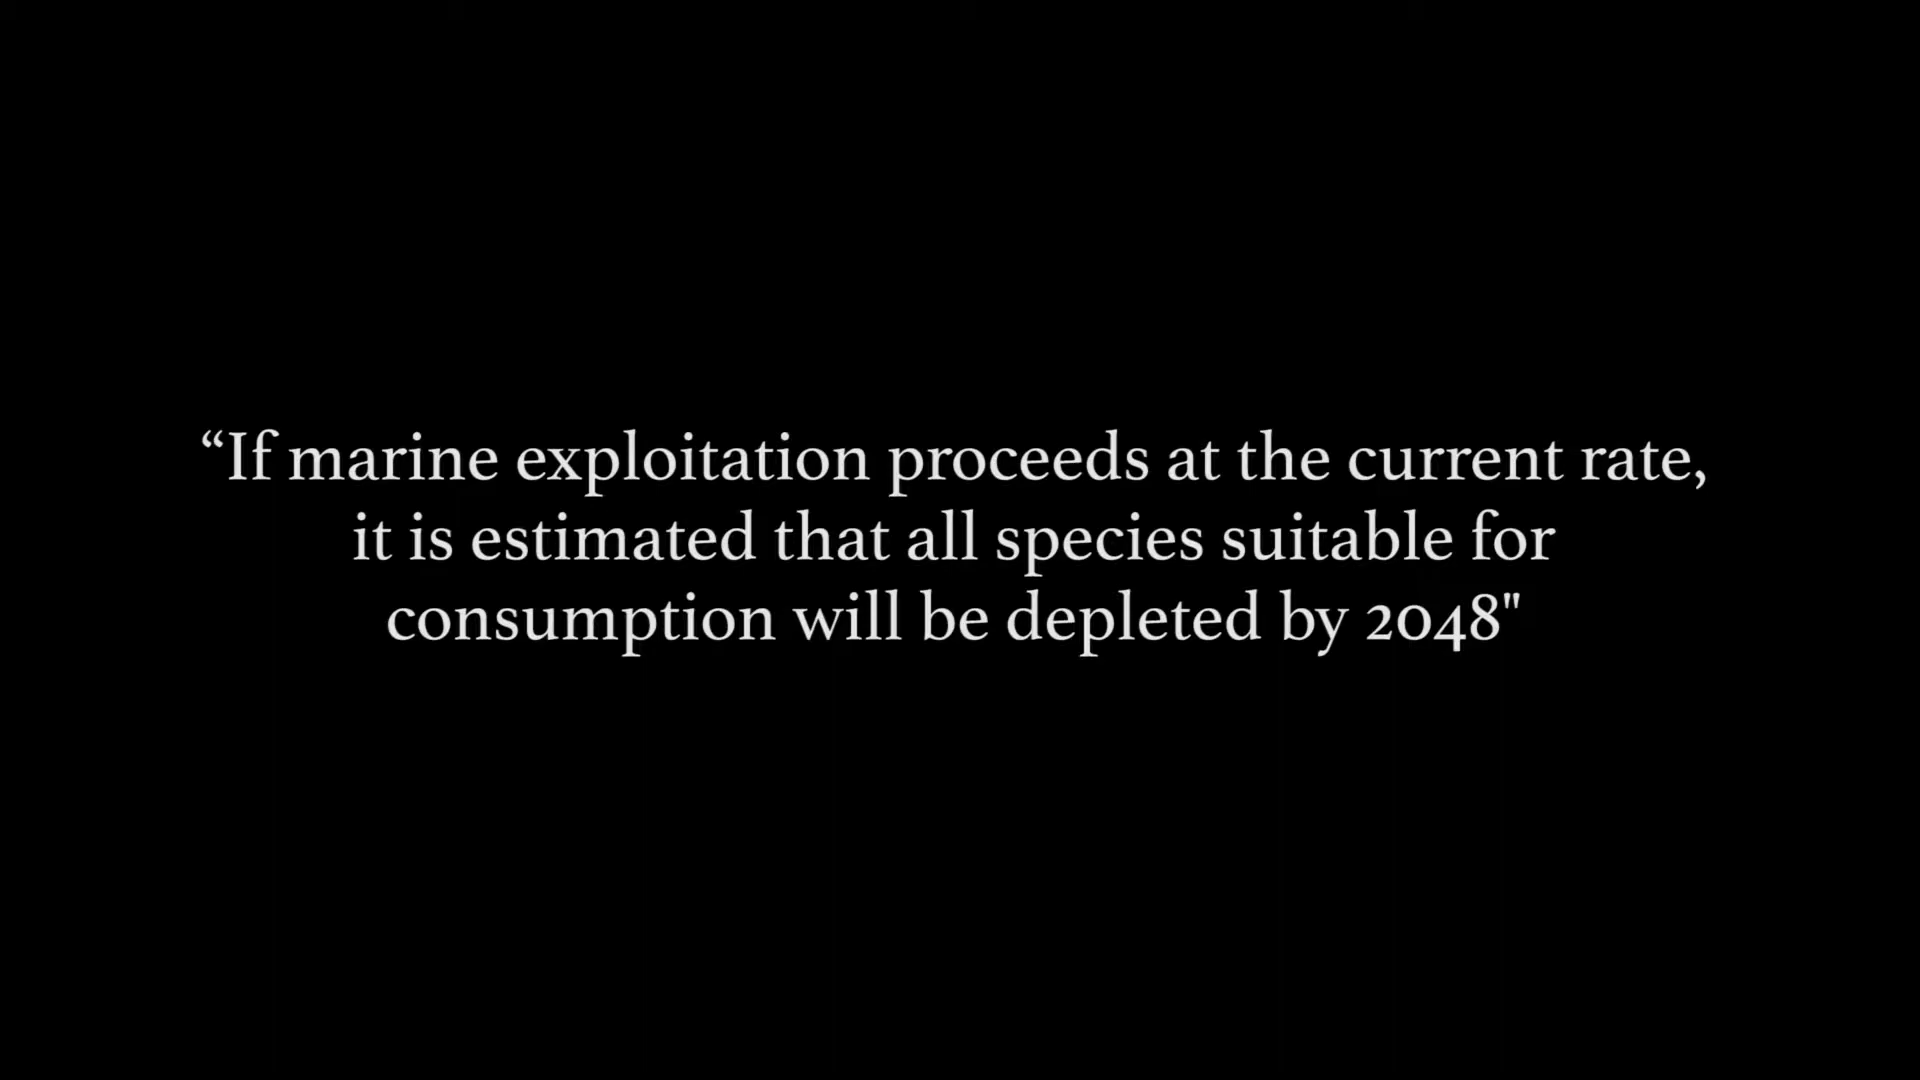 “If marine exploitation proceeds at the current rate,
it is estimated that all species suitable for
consumption will be depleted by 2048"